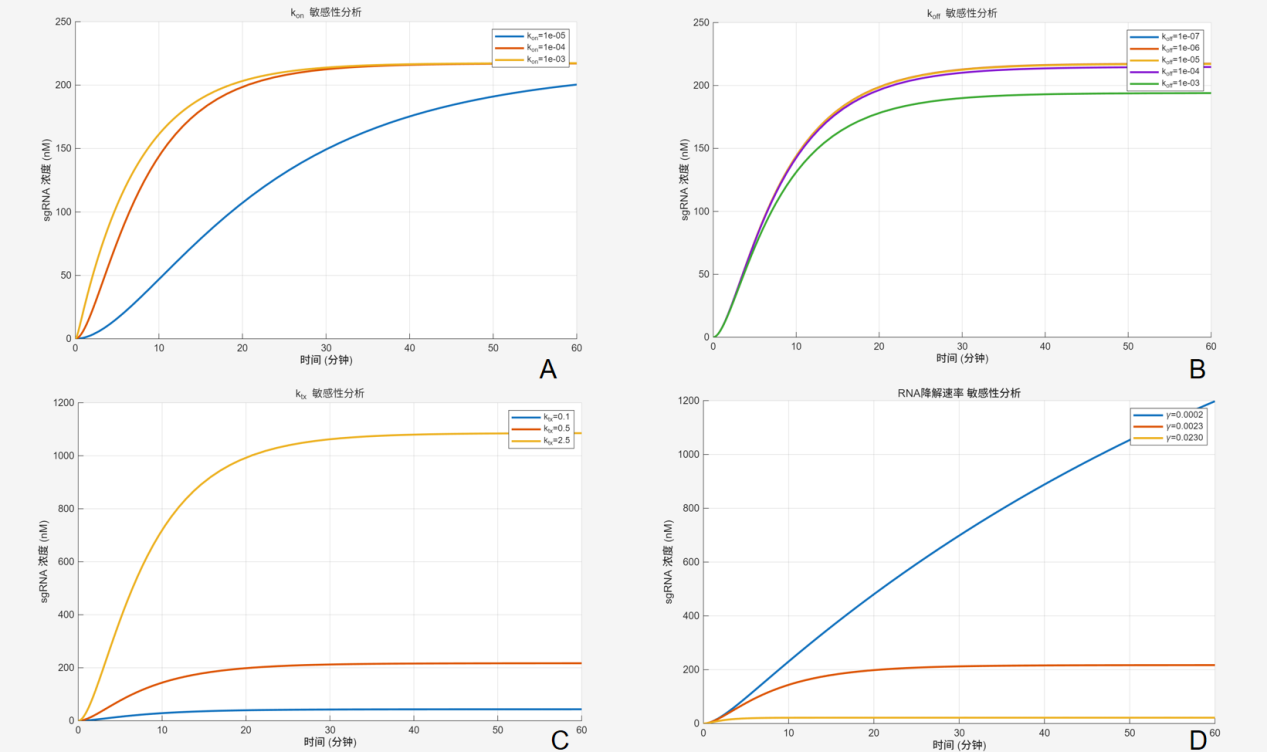 k_on 敏感性分析
250
200
150
100
50
0
sgRNA 浓度 (nM)
k_on=1e-05
k_on=1e-04
k_on=1e-03
0 10 20 30 40 50 60
时间 (分钟)
A
k_off 敏感性分析
250
200
150
100
50
0
sgRNA 浓度 (nM)
k_off=1e-07
k_off=1e-06
k_off=1e-05
k_off=1e-04
k_off=1e-03
0 10 20 30 40 50 60
时间 (分钟)
B
k_tx 敏感性分析
1200
1000
800
600
400
200
0
sgRNA 浓度 (nM)
k_tx=0.1
k_tx=0.5
k_tx=2.5
0 10 20 30 40 50 60
时间 (分钟)
C
RNA降解速率 敏感性分析
1200
1000
800
600
400
200
0
sgRNA 浓度 (nM)
γ=0.0002
γ=0.0023
γ=0.0230
0 10 20 30 40 50 60
时间 (分钟)
D